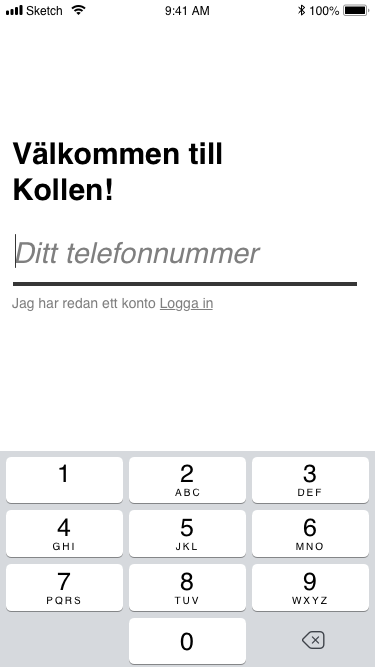 Sketch 9:41 AM 100%
Välkommen till
Kollen!
Ditt telefonnummer
Jag har redan ett konto Logga in
1 2 3
ABC DEF
4 5 6
GHI JKL MNO
7 8 9
PQRS TUV WXYZ
0